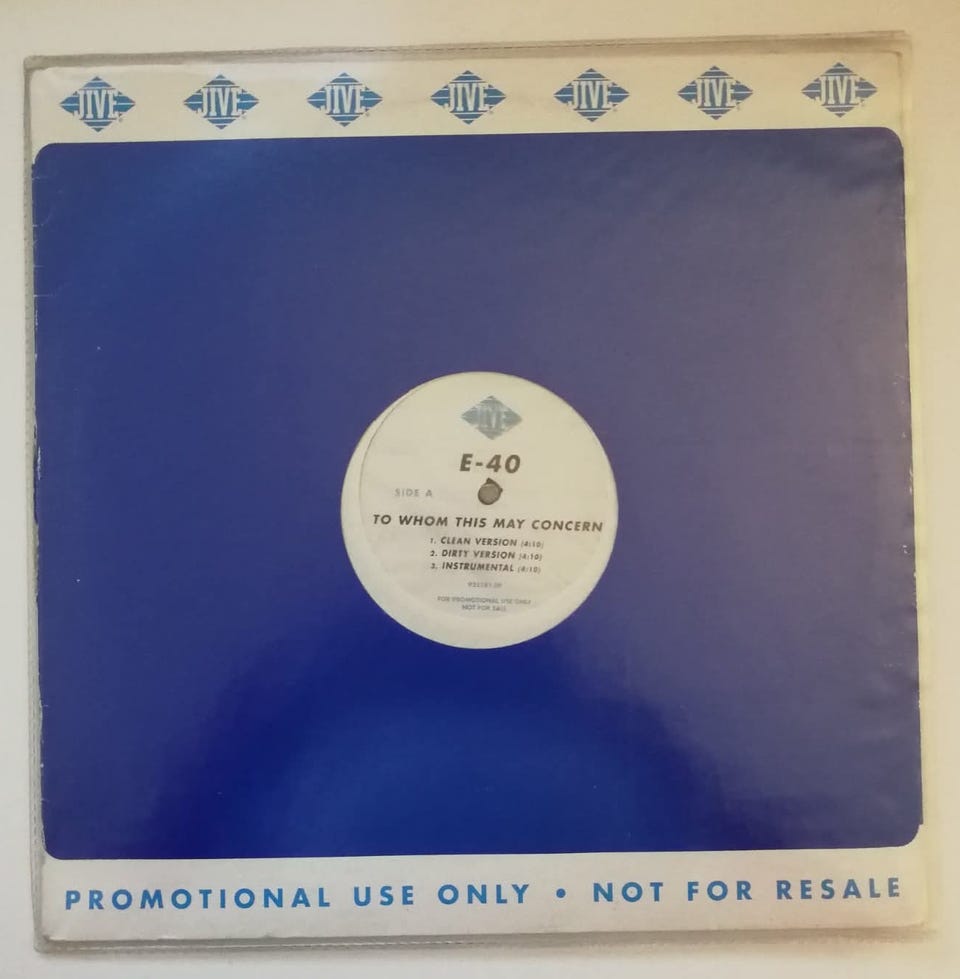 JIVE JIVE JIVE JIVE JIVE JIVE JIVE
JIVE
E-40
SIDE A
TO WHOM THIS MAY CONCERN
1. CLEAN VERSION (4:10)
2. DIRTY VERSION (4:10)
3. INSTRUMENTAL (4:10)
FOR PROMOTIONAL USE ONLY
NOT FOR SALE
PROMOTIONAL USE ONLY • NOT FOR RESALE